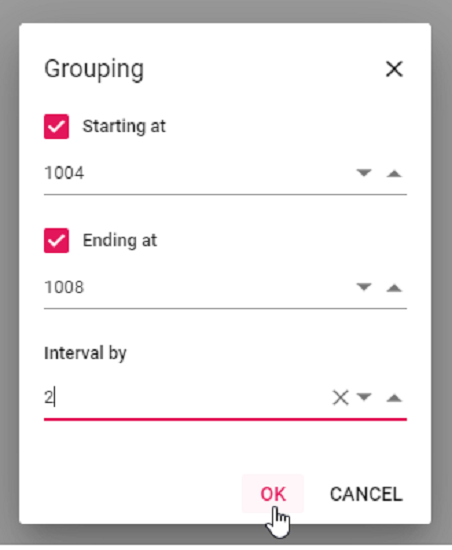 Grouping
Starting at
1004
Ending at
1008
Interval by
2
OK CANCEL